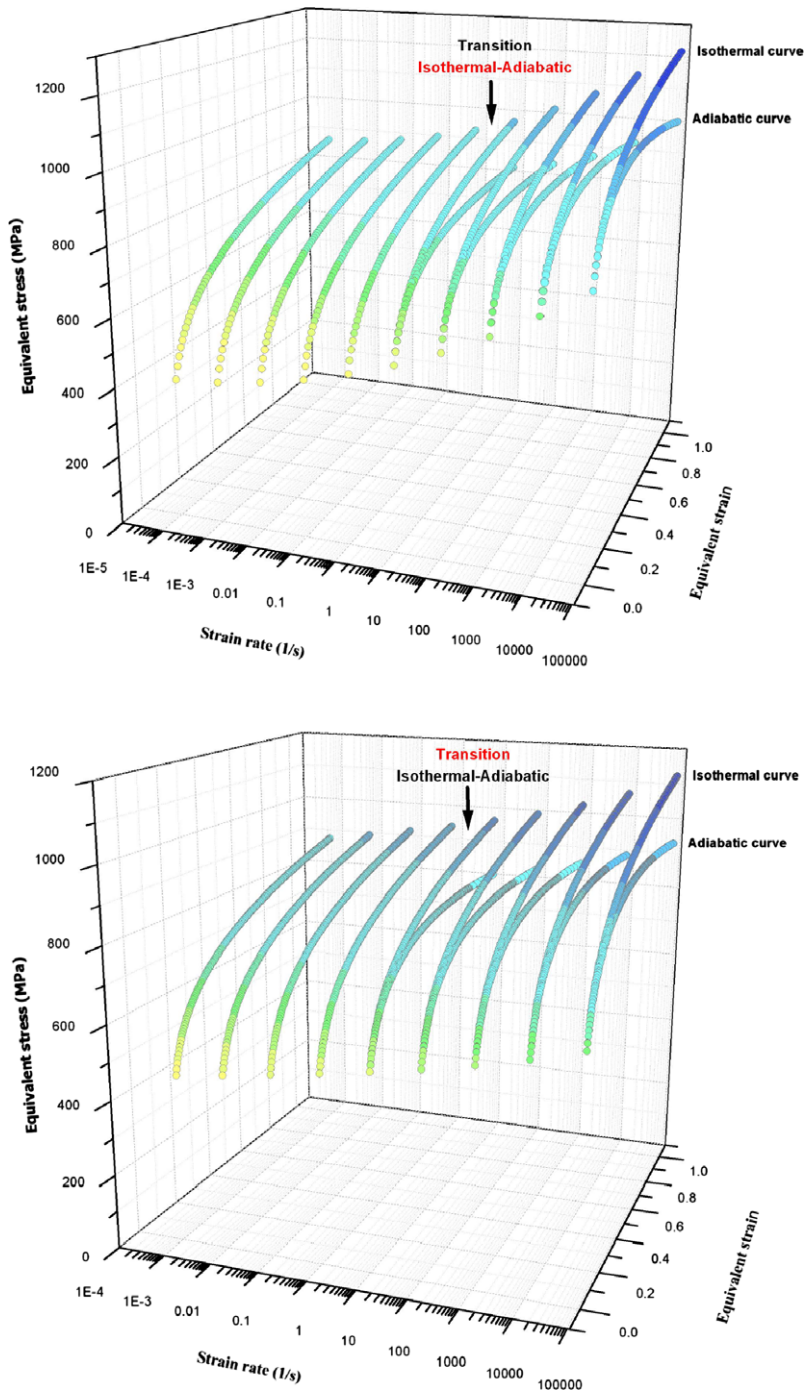 Transition
Isothermal-Adiabatic
Isothermal curve
Adiabatic curve
1200
1000
800
600
400
200
0
Equivalent stress (MPa)
1E-5
1E-4
1E-3
0.01
0.1
1
10
100
1000
10000
100000
Strain rate (1/s)
1.0
0.8
0.6
0.4
0.2
0.0
Equivalent strain
Transition
Isothermal-Adiabatic
Isothermal curve
Adiabatic curve
1200
1000
800
600
400
200
0
Equivalent stress (MPa)
1E-4
1E-3
0.01
0.1
1
10
100
1000
10000
100000
Strain rate (1/s)
1.0
0.8
0.6
0.4
0.2
0.0
Equivalent strain